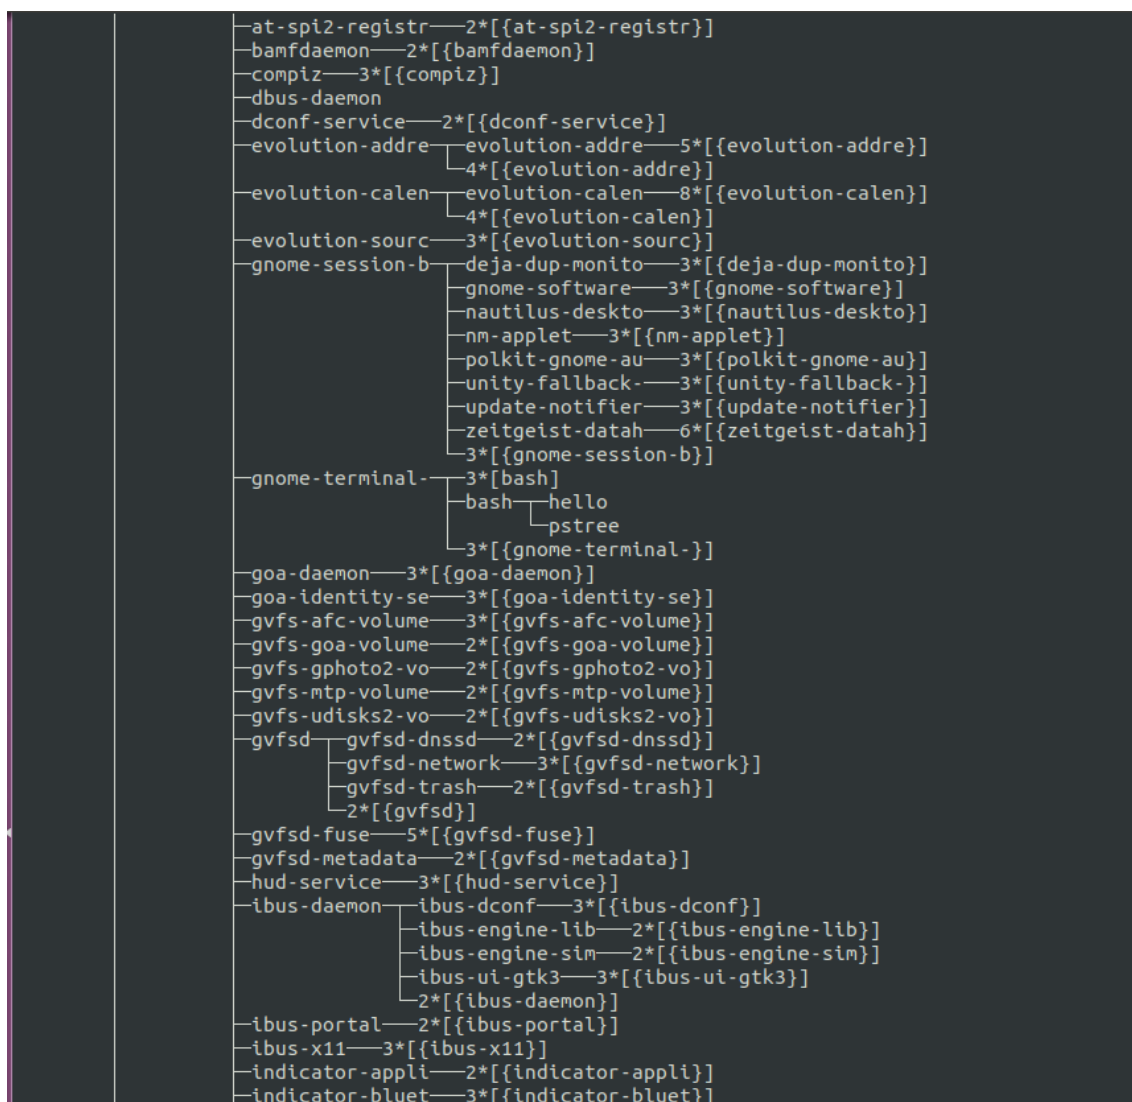 ├─at-spi2-registr───2*[{at-spi2-registr}]
├─bamfdaemon───2*[{bamfdaemon}]
├─compiz───3*[{compiz}]
├─dbus-daemon
├─dconf-service───2*[{dconf-service}]
├─evolution-addre─┬─evolution-addre───5*[{evolution-addre}]
│                 └─4*[{evolution-addre}]
├─evolution-calen─┬─evolution-calen───8*[{evolution-calen}]
│                 └─4*[{evolution-calen}]
├─evolution-sourc───3*[{evolution-sourc}]
├─gnome-session-b─┬─deja-dup-monito───3*[{deja-dup-monito}]
│                 ├─gnome-software───3*[{gnome-software}]
│                 ├─nautilus-deskto───3*[{nautilus-deskto}]
│                 ├─nm-applet───3*[{nm-applet}]
│                 ├─polkit-gnome-au───3*[{polkit-gnome-au}]
│                 ├─unity-fallback-───3*[{unity-fallback-}]
│                 ├─update-notifier───3*[{update-notifier}]
│                 ├─zeitgeist-datah───6*[{zeitgeist-datah}]
│                 └─3*[{gnome-session-b}]
├─gnome-terminal-─┬─3*[bash]
│                 ├─bash─┬─hello
│                 │      └─pstree
│                 └─3*[{gnome-terminal-}]
├─goa-daemon───3*[{goa-daemon}]
├─goa-identity-se───3*[{goa-identity-se}]
├─gvfs-afc-volume───3*[{gvfs-afc-volume}]
├─gvfs-goa-volume───2*[{gvfs-goa-volume}]
├─gvfs-gphoto2-vo───2*[{gvfs-gphoto2-vo}]
├─gvfs-mtp-volume───2*[{gvfs-mtp-volume}]
├─gvfs-udisks2-vo───2*[{gvfs-udisks2-vo}]
├─gvfsd─┬─gvfsd-dnssd───2*[{gvfsd-dnssd}]
│       ├─gvfsd-network───3*[{gvfsd-network}]
│       ├─gvfsd-trash───2*[{gvfsd-trash}]
│       └─2*[{gvfsd}]
├─gvfsd-fuse───5*[{gvfsd-fuse}]
├─gvfsd-metadata───2*[{gvfsd-metadata}]
├─hud-service───3*[{hud-service}]
├─ibus-daemon─┬─ibus-dconf───3*[{ibus-dconf}]
│             ├─ibus-engine-lib───2*[{ibus-engine-lib}]
│             ├─ibus-engine-sim───2*[{ibus-engine-sim}]
│             ├─ibus-ui-gtk3───3*[{ibus-ui-gtk3}]
│             └─2*[{ibus-daemon}]
├─ibus-portal───2*[{ibus-portal}]
├─ibus-x11───3*[{ibus-x11}]
├─indicator-appli───2*[{indicator-appli}]
├─indicator-bluet───3*[{indicator-bluet}]